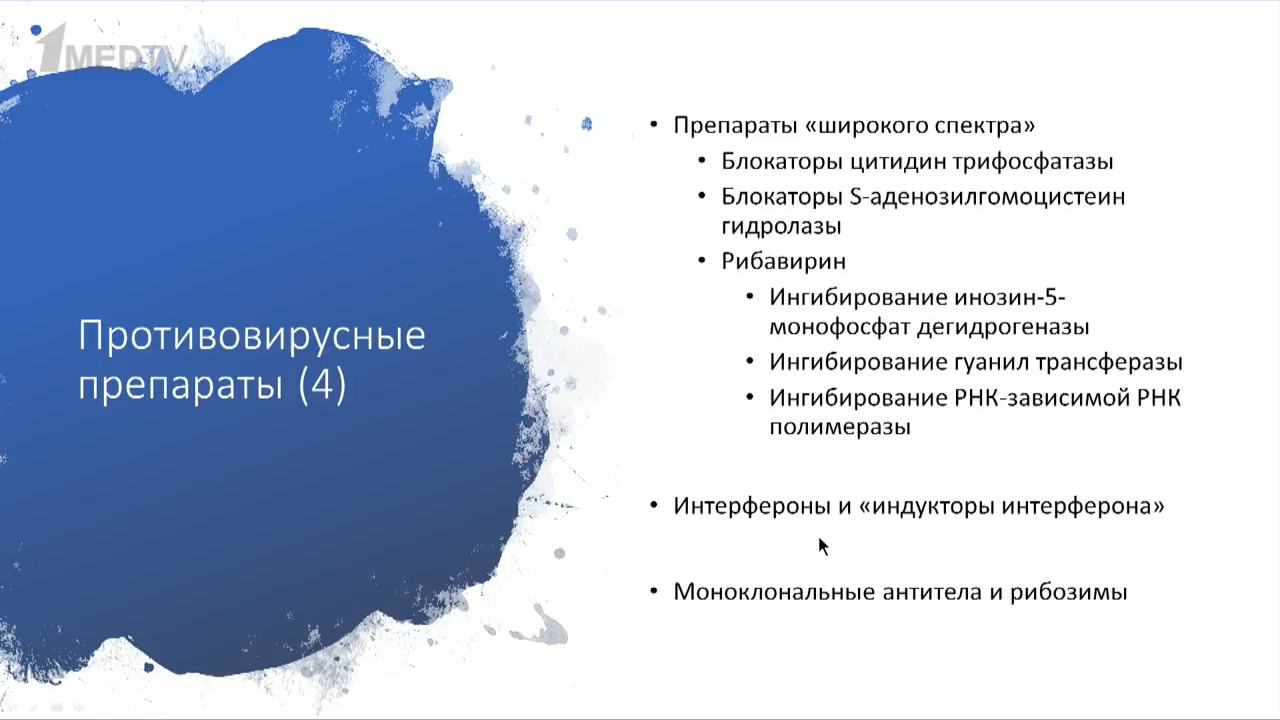 1MEDTV
Противовирусные
препараты (4)
• Препараты «широкого спектра»
• Блокаторы цитидин трифосфатазы
• Блокаторы S-аденозилгомоцистеин
гидролазы
• Рибавирин
• Ингибирование инозин-5-
монофосфат дегидрогеназы
• Ингибирование гуанил трансферазы
• Ингибирование РНК-зависимой РНК
полимеразы
• Интерфероны и «индукторы интерферона»
• Моноклональные антитела и рибозимы